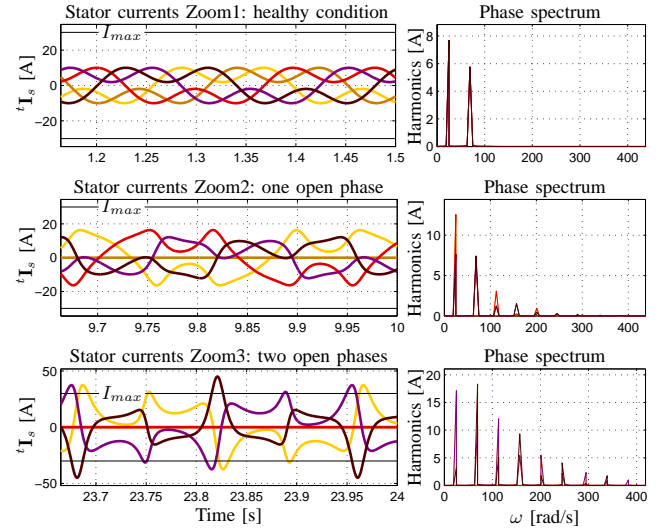 Stator currents Zoom1: healthy condition
Phase spectrum
20
0
−20
ᵗIₛ [A]
I_max
1.2 1.25 1.3 1.35 1.4 1.45 1.5
8
6
4
2
0
Harmonics [A]
0 100 200 300 400
Stator currents Zoom2: one open phase
Phase spectrum
20
0
−20
ᵗIₛ [A]
I_max
9.7 9.75 9.8 9.85 9.9 9.95 10
10
5
0
Harmonics [A]
0 100 200 300 400
Stator currents Zoom3: two open phases
Phase spectrum
50
0
−50
ᵗIₛ [A]
I_max
23.7 23.75 23.8 23.85 23.9 23.95 24
Time [s]
20
15
10
5
0
Harmonics [A]
0 100 200 300 400
ω [rad/s]